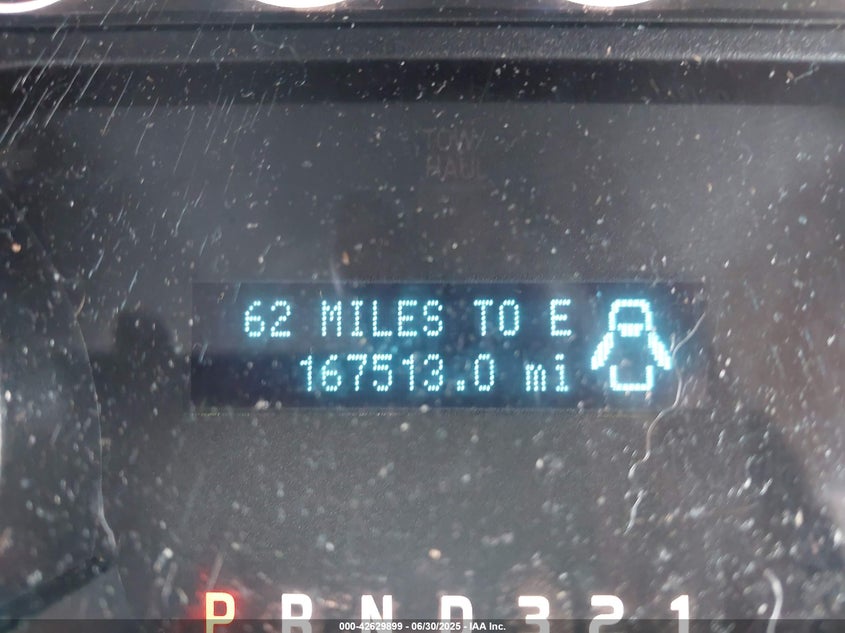 TOW
HAUL
62 MILES TO E
167513.0 mi
P R N D 3 2 1
000-42629899 - 06/30/2025 - IAA Inc.